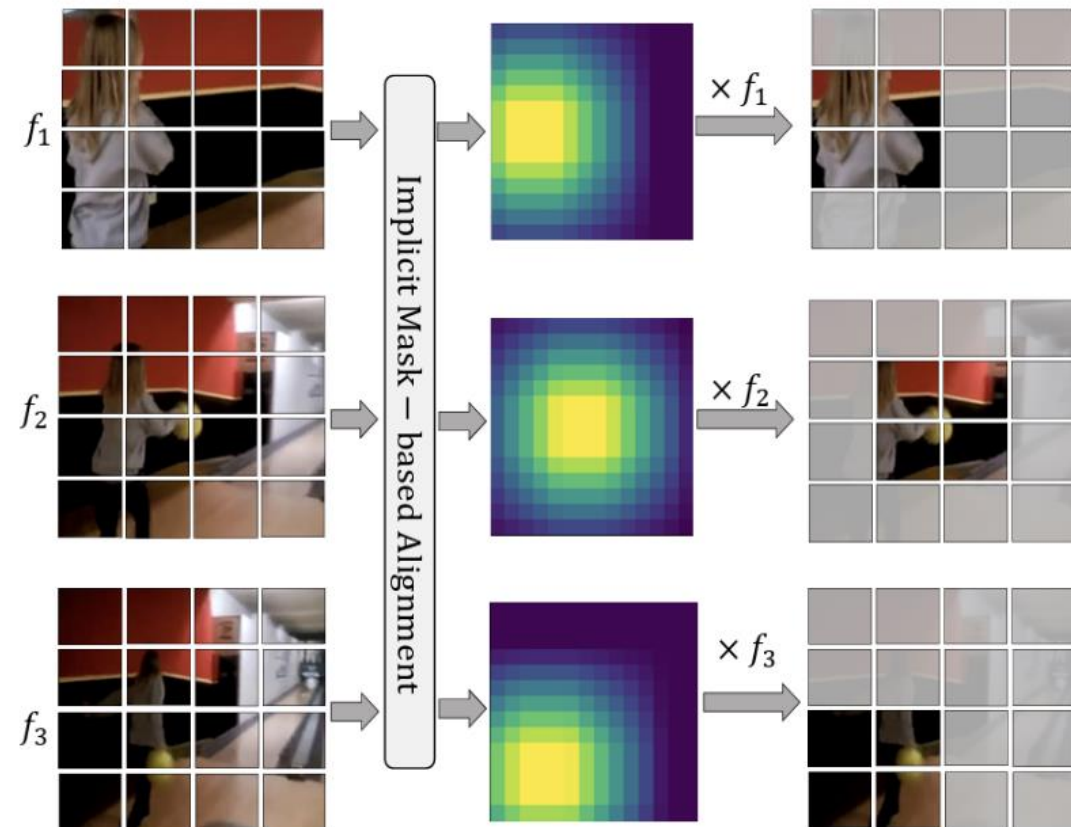 f₁
× f₁
f₂
× f₂
f₃
× f₃
Implicit Mask – based Alignment